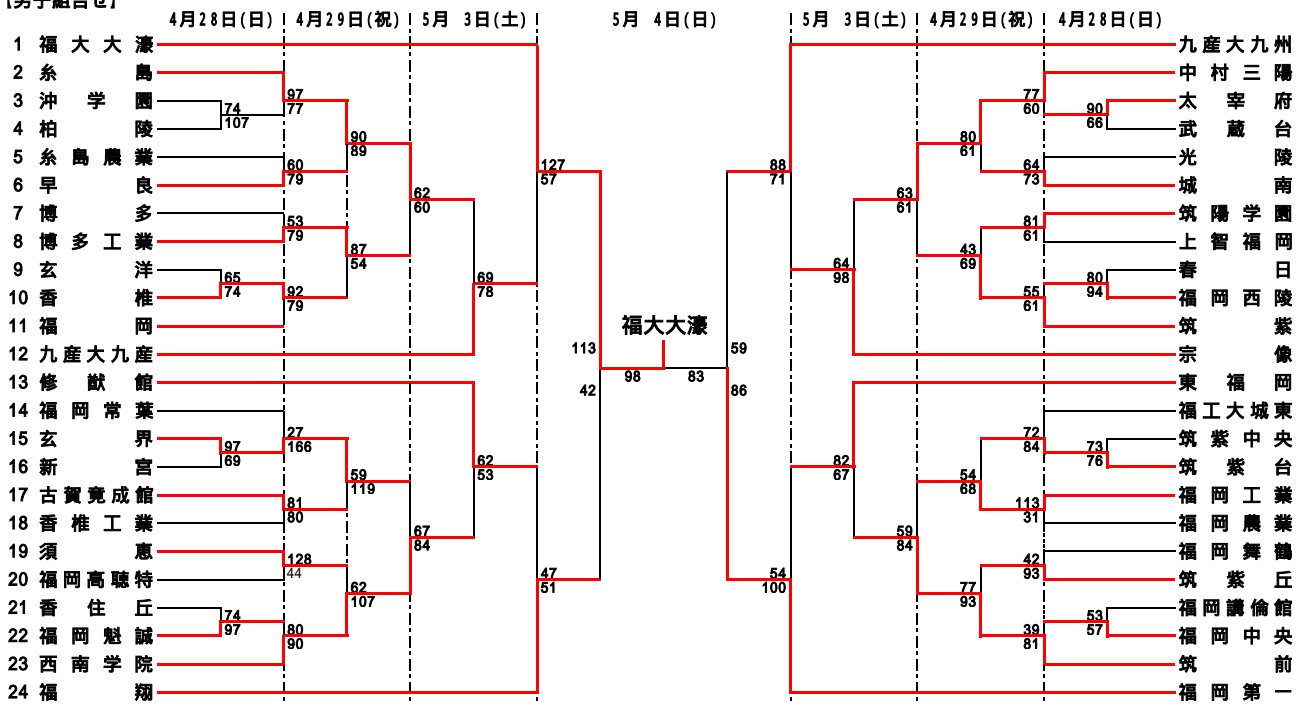 【男子組合せ】
4月28日(日) 4月29日(祝) 5月 3日(土) 5月 4日(日) 5月 3日(土) 4月29日(祝) 4月28日(日)
1 福大大濠 九産大九州
2 糸島 中村三陽
97 77
77 60
3 沖学園 太宰府
74 107
90 66
4 柏陵 武蔵台
90 89
80 61
5 糸島農業 光陵
60 79
127 57
88 71
64 73
6 早良 城南
62 60
63 61
7 博多 筑陽学園
53 79
81 61
8 博多工業 上智福岡
87 54
43 69
9 玄洋 春日
65 74
69 78
64 98
80 94
10 香椎 福岡西陵
92 79
55 61
11 福岡 筑紫
福大大濠
12 九産大九産 宗像
113 42
98 83
59 86
13 修猷館 東福岡
14 福岡常葉 福工大城東
27 166
72 84
15 玄界 筑紫中央
97 69
73 76
16 新宮 筑紫台
59 119
62 53
82 67
54 68
17 古賀竟成館 福岡工業
81 80
113 31
18 香椎工業 福岡農業
67 84
59 84
19 須恵 福岡舞鶴
128 44
42 93
20 福岡高聴特 筑紫丘
62 107
47 51
54 100
77 93
21 香住丘 福岡講倫館
74 97
53 57
22 福岡魁誠 福岡中央
80 90
39 81
23 西南学院 筑前
24 福翔 福岡第一